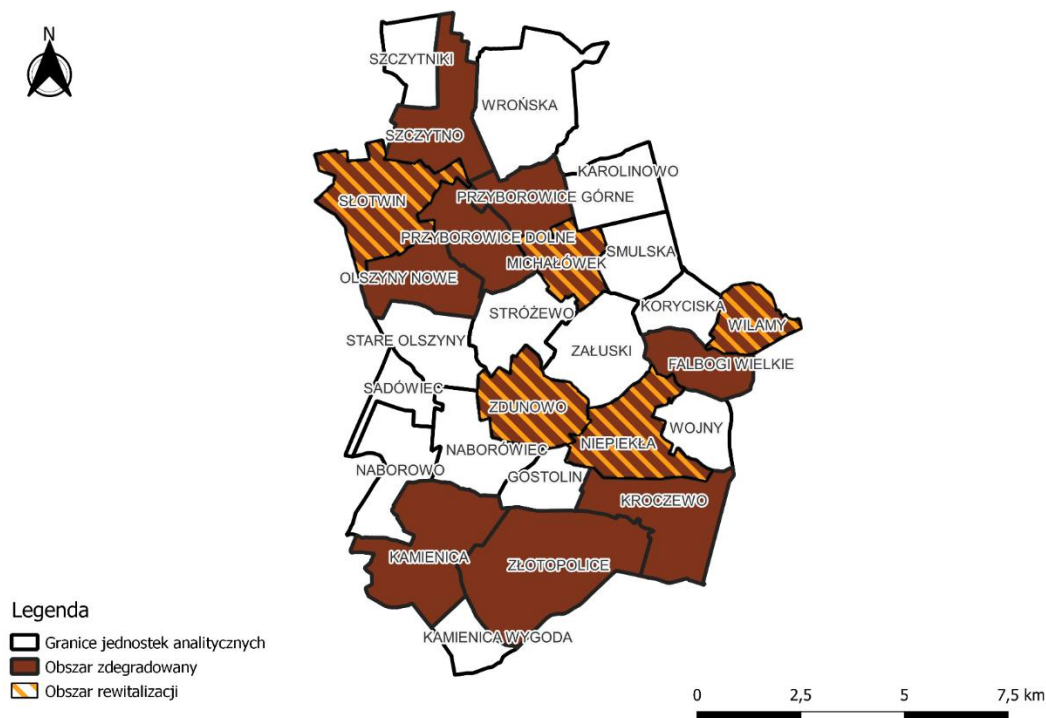 N
SZCZYTNIKI
WROŃSKA
SZCZYTNO
KAROLINOWO
PRZYBOROWICE GÓRNE
SŁOTWIN
PRZYBOROWICE DOLNE
SMULSKA
MICHAŁÓWEK
OLSZYNY NOWE
KORYCISKA
STRÓŻEWO
WILAMY
STARE OLSZYNY
ZAŁUSKI
FALBOGI WIELKIE
SADÓWIEC
ZDUNOWO
WOJNY
NIEPIEKŁA
NABORÓWIEC
NABOROWO
GOSTOLIN
KROCZEWO
KAMIENICA
ZŁOTOPOLICE
KAMIENICA WYGODA
Legenda
Granice jednostek analitycznych
Obszar zdegradowany
Obszar rewitalizacji
0 2,5 5 7,5 km